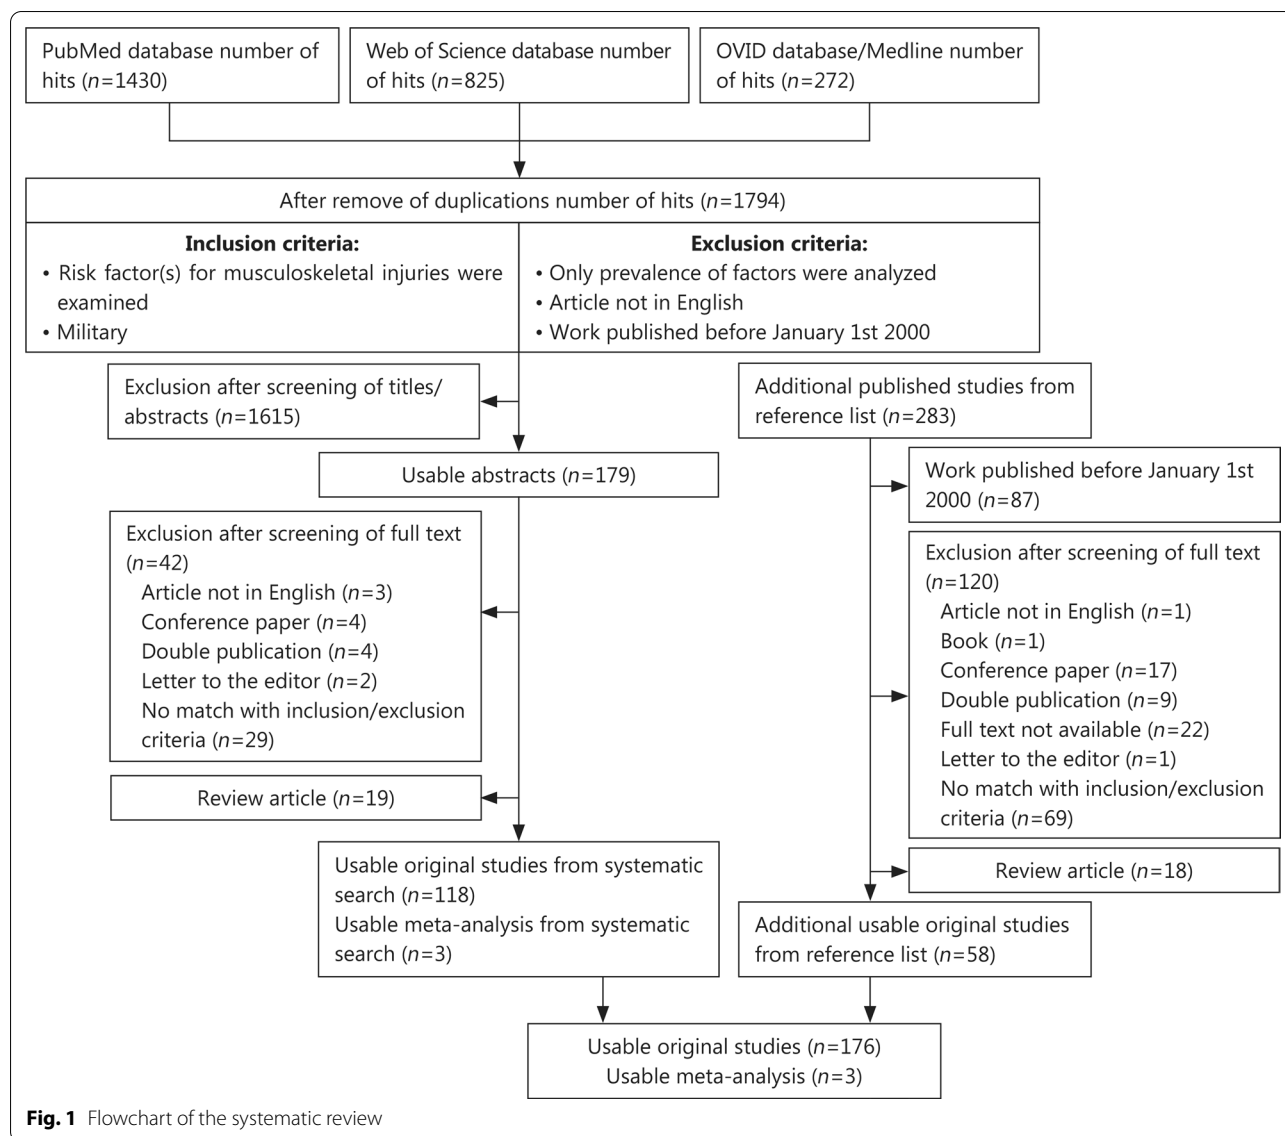 PubMed database number of
hits (n=1430)
Web of Science database number
of hits (n=825)
OVID database/Medline number
of hits (n=272)
After remove of duplications number of hits (n=1794)
Inclusion criteria:
• Risk factor(s) for musculoskeletal injuries were
examined
• Military
Exclusion criteria:
• Only prevalence of factors were analyzed
• Article not in English
• Work published before January 1st 2000
Exclusion after screening of titles/
abstracts (n=1615)
Usable abstracts (n=179)
Exclusion after screening of full text
(n=42)
Article not in English (n=3)
Conference paper (n=4)
Double publication (n=4)
Letter to the editor (n=2)
No match with inclusion/exclusion
criteria (n=29)
Review article (n=19)
Usable original studies from systematic
search (n=118)
Usable meta-analysis from systematic
search (n=3)
Additional published studies from
reference list (n=283)
Work published before January 1st
2000 (n=87)
Exclusion after screening of full text
(n=120)
Article not in English (n=1)
Book (n=1)
Conference paper (n=17)
Double publication (n=9)
Full text not available (n=22)
Letter to the editor (n=1)
No match with inclusion/exclusion
criteria (n=69)
Review article (n=18)
Additional usable original studies
from reference list (n=58)
Usable original studies (n=176)
Usable meta-analysis (n=3)
Fig. 1 Flowchart of the systematic review